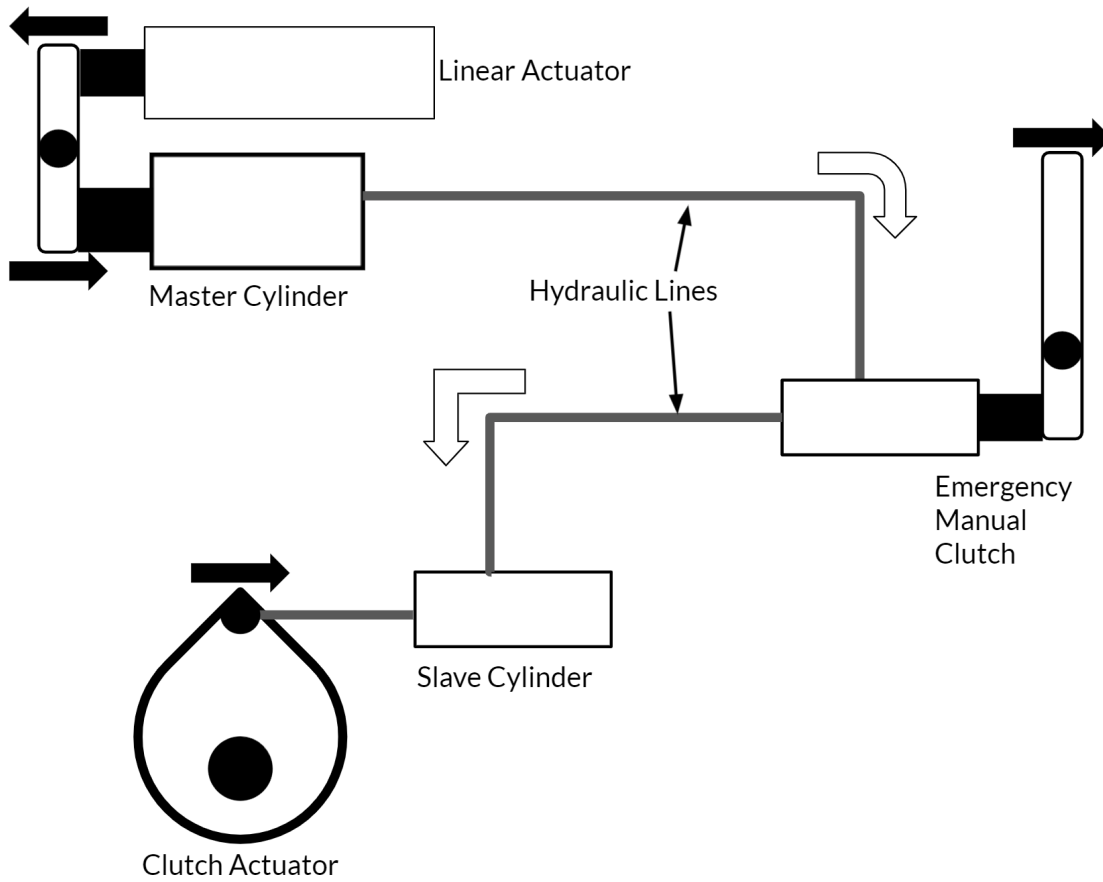 Linear Actuator
Master Cylinder
Hydraulic Lines
Emergency
Manual
Clutch
Slave Cylinder
Clutch Actuator